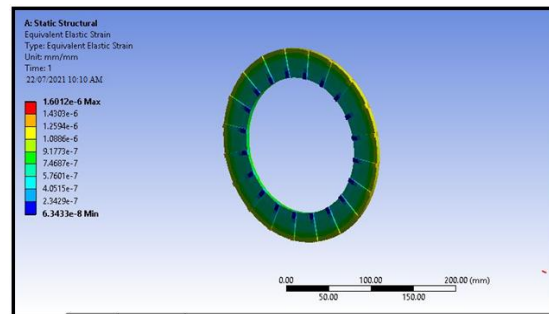 A: Static Structural
Equivalent Elastic Strain
Type: Equivalent Elastic Strain
Unit: mm/mm
Time: 1
22/07/2021 10:10 AM
1.6012e-6 Max
1.4303e-6
1.2594e-6
1.0886e-6
9.1773e-7
7.4687e-7
5.7601e-7
4.0515e-7
2.3429e-7
6.3433e-8 Min
0.00 100.00 200.00 (mm)
50.00 150.00